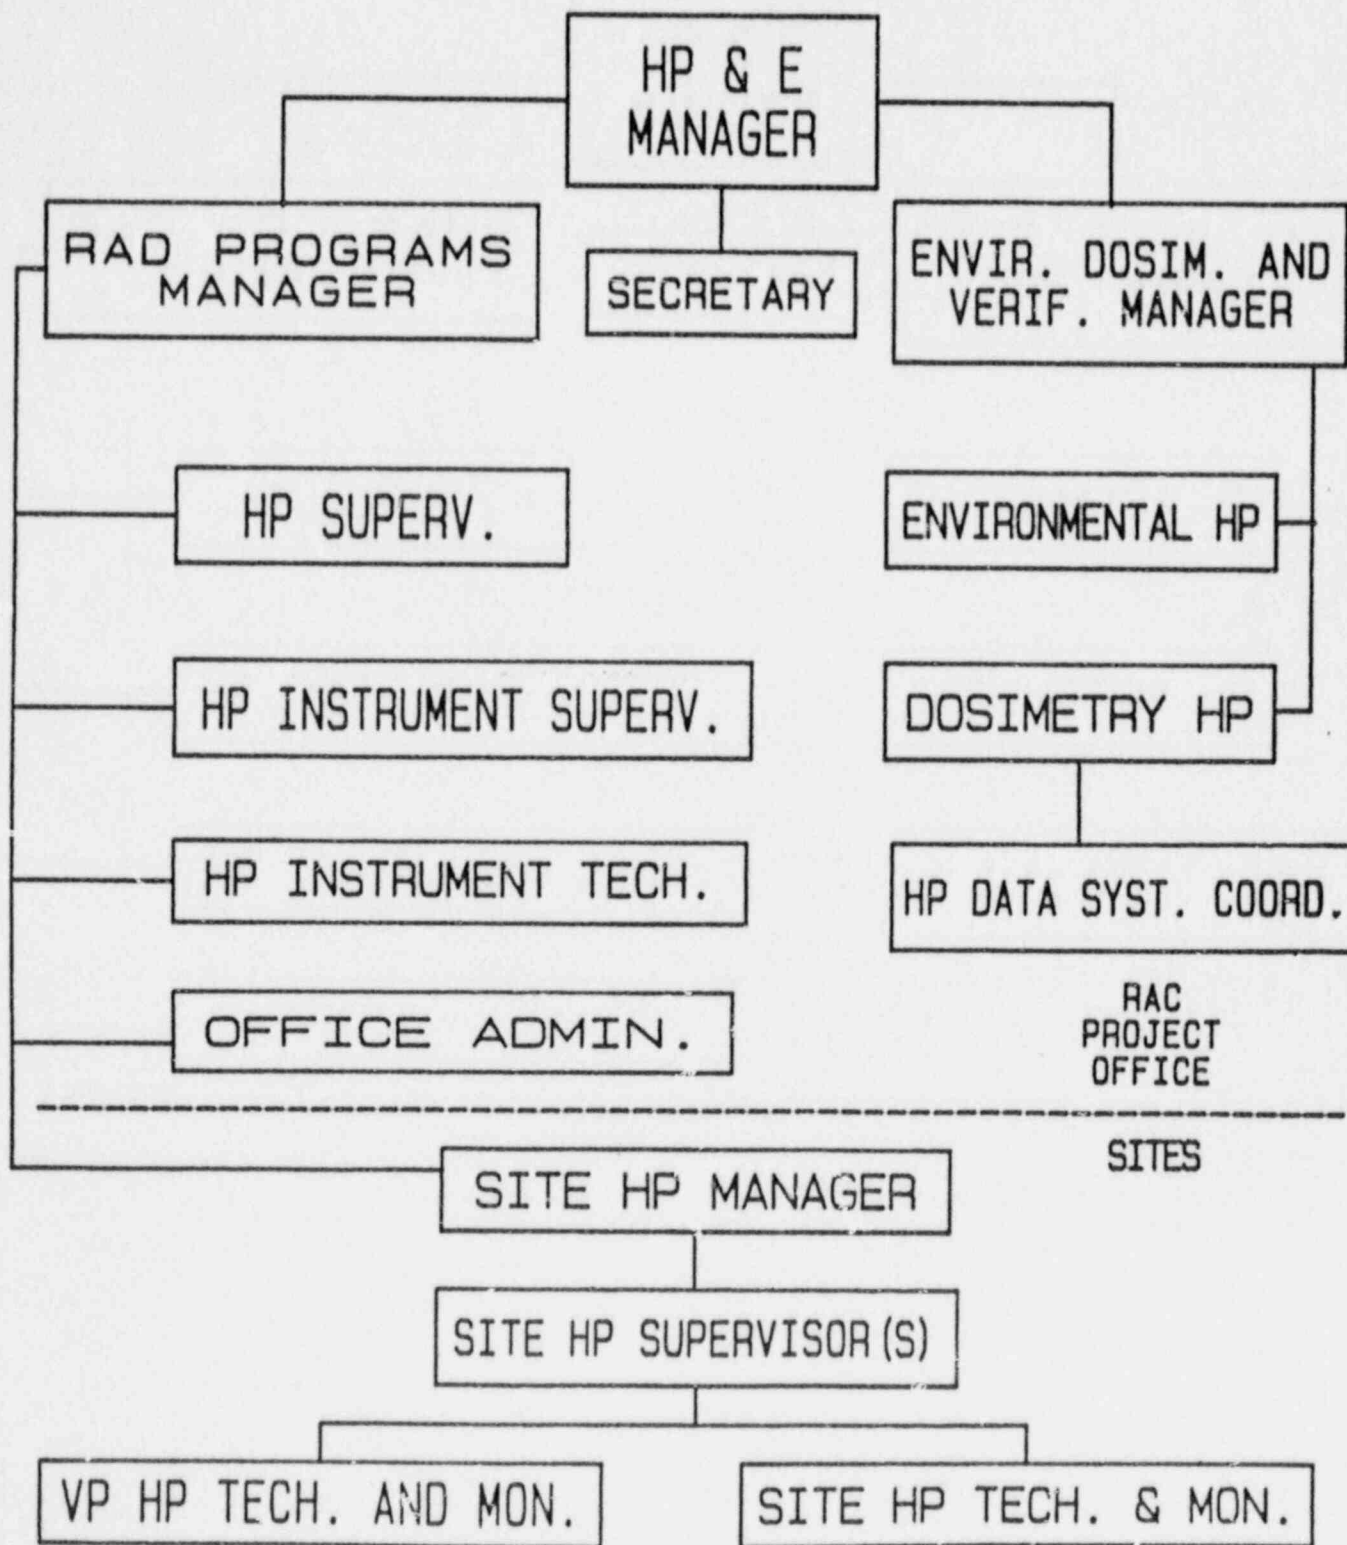 HP & E
MANAGER
RAD PROGRAMS
MANAGER
SECRETARY
ENVIR. DOSIM. AND
VERIF. MANAGER
HP SUPERV.
ENVIRONMENTAL HP
HP INSTRUMENT SUPERV.
DOSIMETRY HP
HP INSTRUMENT TECH.
HP DATA SYST. COORD.
OFFICE ADMIN.
RAC
PROJECT
OFFICE
SITES
SITE HP MANAGER
SITE HP SUPERVISOR(S)
VP HP TECH. AND MON.
SITE HP TECH. & MON.